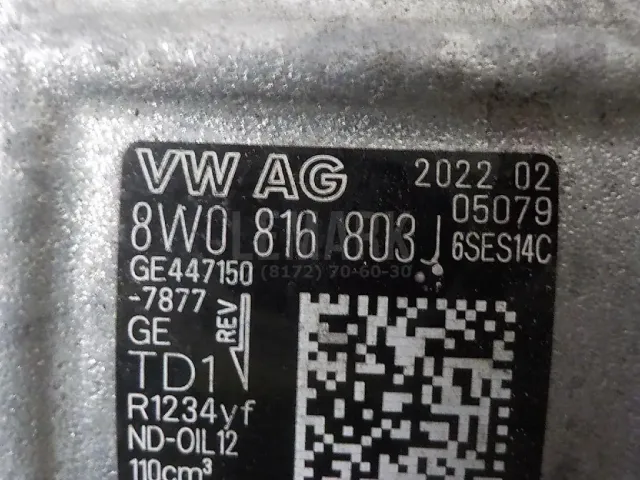 VW AG 2022 02
05079
8W0 816 803 J 6SES14C
(8172) 70-60-30
GE447150
-7877
GE
REV
TD1
R1234yf
ND-OIL12
110cm³